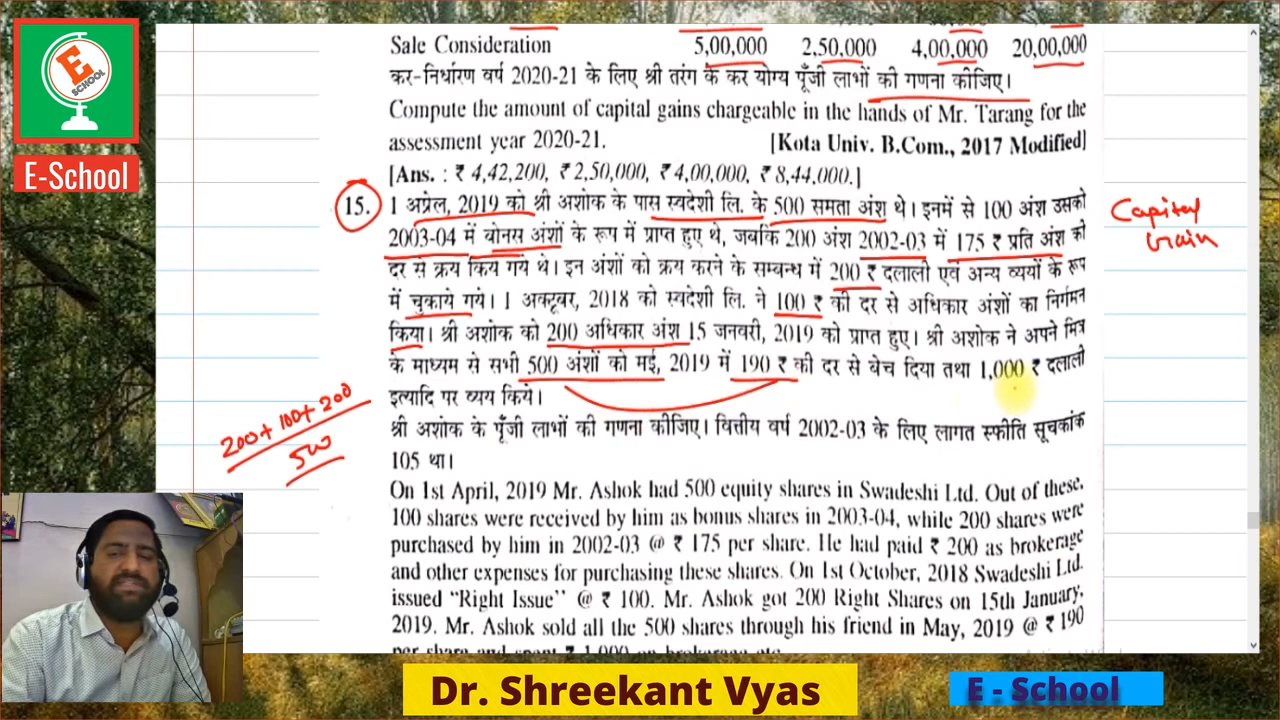 E
SCHOOL
E-School
Sale Consideration 5,00,000 2,50,000 4,00,000 20,00,000
कर-निर्धारण वर्ष 2020-21 के लिए श्री तरंग के कर योग्य पूँजी लाभों की गणना कीजिए।
Compute the amount of capital gains chargeable in the hands of Mr. Tarang for the
assessment year 2020-21. [Kota Univ. B.Com., 2017 Modified]
[Ans. : ₹ 4,42,200, ₹ 2,50,000, ₹ 4,00,000, ₹ 8,44,000.]
15. 1 अप्रेल, 2019 को श्री अशोक के पास स्वदेशी लि. के 500 समता अंश थे। इनमें से 100 अंश उसको
2003-04 में बोनस अंशों के रूप में प्राप्त हुए थे, जबकि 200 अंश 2002-03 में 175 ₹ प्रति अंश की
दर से क्रय किये गये थे। इन अंशों को क्रय करने के सम्बन्ध में 200 ₹ दलाली एवं अन्य व्ययों के रूप
में चुकाये गये। 1 अक्टूबर, 2018 को स्वदेशी लि. ने 100 ₹ की दर से अधिकार अंशों का निर्गमन
किया। श्री अशोक को 200 अधिकार अंश 15 जनवरी, 2019 को प्राप्त हुए। श्री अशोक ने अपने मित्र
के माध्यम से सभी 500 अंशों को मई, 2019 में 190 ₹ की दर से बेच दिया तथा 1,000 ₹ दलाली
इत्यादि पर व्यय किये।
श्री अशोक के पूँजी लाभों की गणना कीजिए। वित्तीय वर्ष 2002-03 के लिए लागत स्फीति सूचकांक
105 था।
On 1st April, 2019 Mr. Ashok had 500 equity shares in Swadeshi Ltd. Out of these,
100 shares were received by him as bonus shares in 2003-04, while 200 shares were
purchased by him in 2002-03 @ ₹ 175 per share. He had paid ₹ 200 as brokerage
and other expenses for purchasing these shares. On 1st October, 2018 Swadeshi Ltd.
issued "Right Issue" @ ₹ 100. Mr. Ashok got 200 Right Shares on 15th January,
2019. Mr. Ashok sold all the 500 shares through his friend in May, 2019 @ ₹ 190
per share and spent ₹ 1,000 on brokerage etc.
Capital
Gain
200+100+200
500
Dr. Shreekant Vyas
E - School